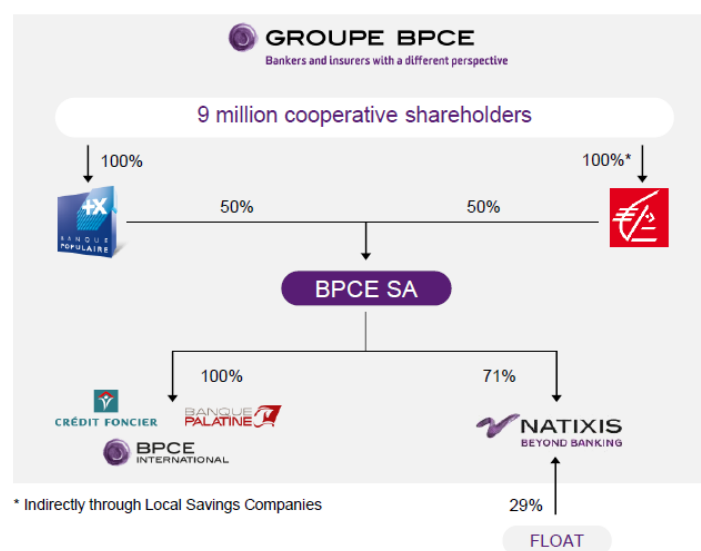 GROUPE BPCE
Bankers and insurers with a different perspective
9 million cooperative shareholders
100%
100%*
BANQUE
POPULAIRE
50%
50%
BPCE SA
100%
71%
CRÉDIT FONCIER
BANQUE
PALATINE
BPCE
INTERNATIONAL
NATIXIS
BEYOND BANKING
* Indirectly through Local Savings Companies
29%
FLOAT